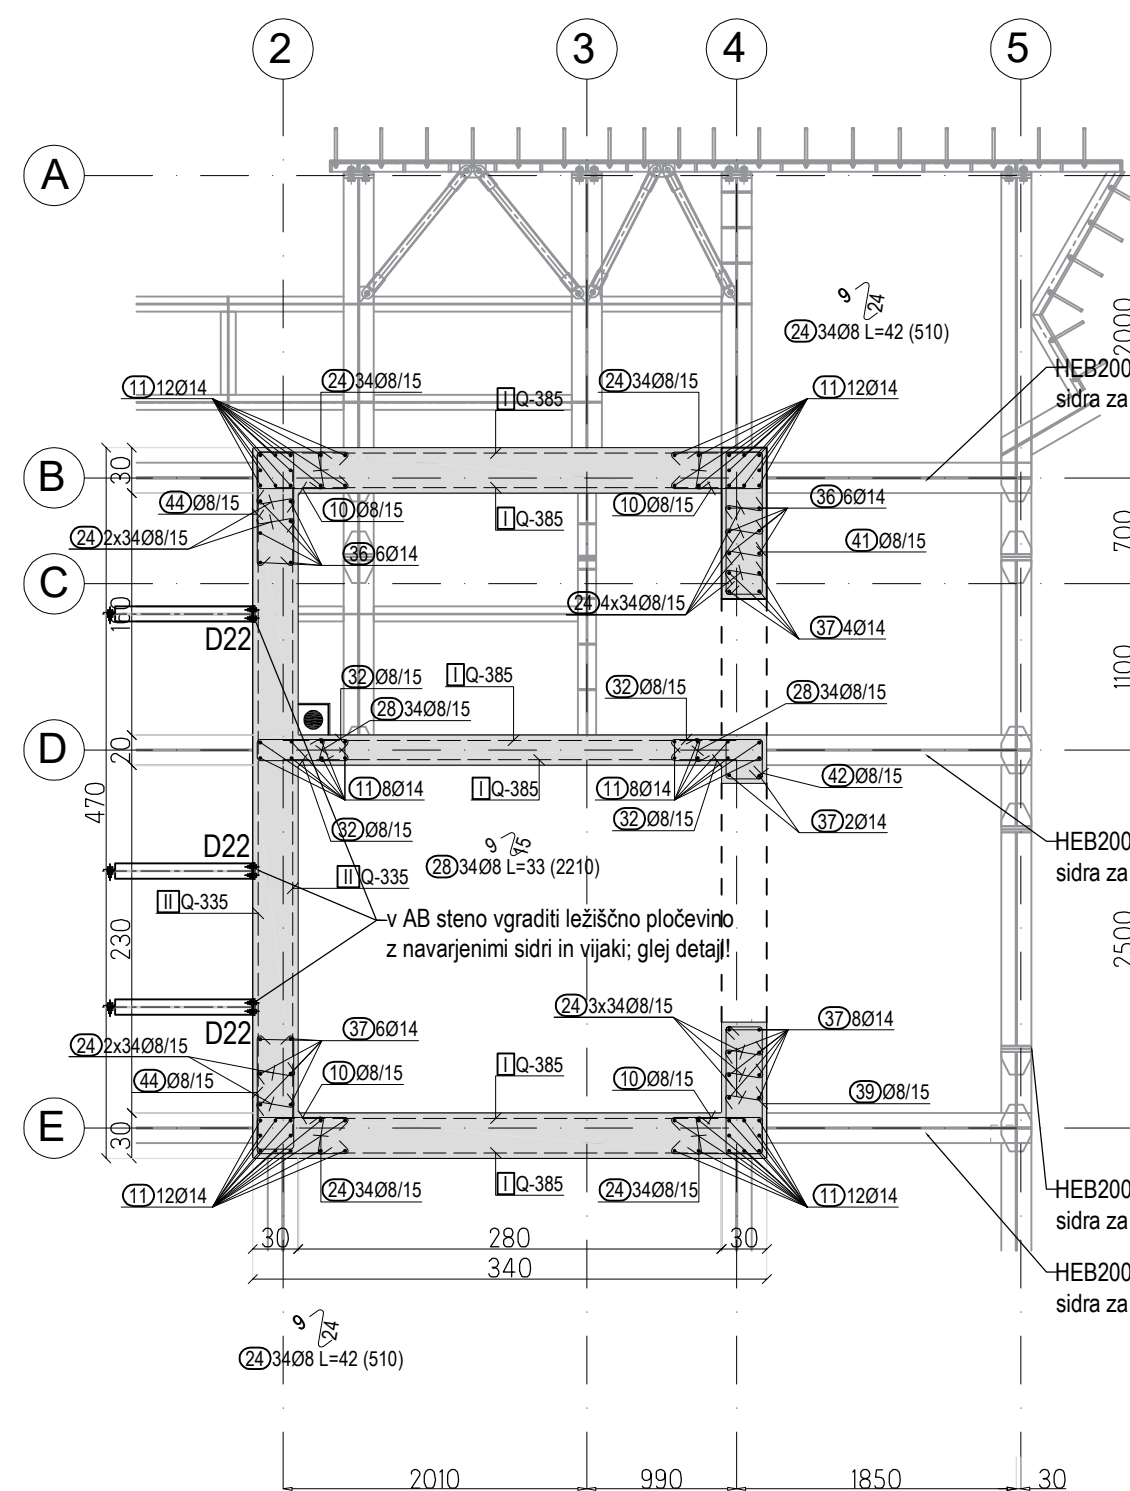 2
3
4
5
A
9
24
(24) 34Ø8 L=42 (510)
2000
HEB200
sidra za
(11) 12Ø14
(24) 34Ø8/15
I Q-385
(24) 34Ø8/15
(11) 12Ø14
B
30
(44) Ø8/15
(10) Ø8/15
I Q-385
(10) Ø8/15
(36) 6Ø14
(24) 2x34Ø8/15
(36) 6Ø14
(41) Ø8/15
700
C
(24) 4x34Ø8/15
160
(37) 4Ø14
D22
(32) Ø8/15
I Q-385
(32) Ø8/15
(28) 34Ø8/15
(28) 34Ø8/15
1100
D
20
470
(11) 8Ø14
I Q-385
(11) 8Ø14
(42) Ø8/15
(32) Ø8/15
(32) Ø8/15
(37) 2Ø14
D22
9
15
(28) 34Ø8 L=33 (2210)
HEB200
sidra za
II Q-335
II Q-335
v AB steno vgraditi ležiščno pločevino
z navarjenimi sidri in vijaki; glej detajl!
230
2500
(24) 3x34Ø8/15
(37) 8Ø14
D22
(37) 6Ø14
(24) 2x34Ø8/15
(44) Ø8/15
(10) Ø8/15
I Q-385
(10) Ø8/15
(39) Ø8/15
E
30
(11) 12Ø14
(24) 34Ø8/15
I Q-385
(24) 34Ø8/15
(11) 12Ø14
HEB200
sidra za
30
280
30
340
HEB200
sidra za
9
24
(24) 34Ø8 L=42 (510)
2010
990
1850
30